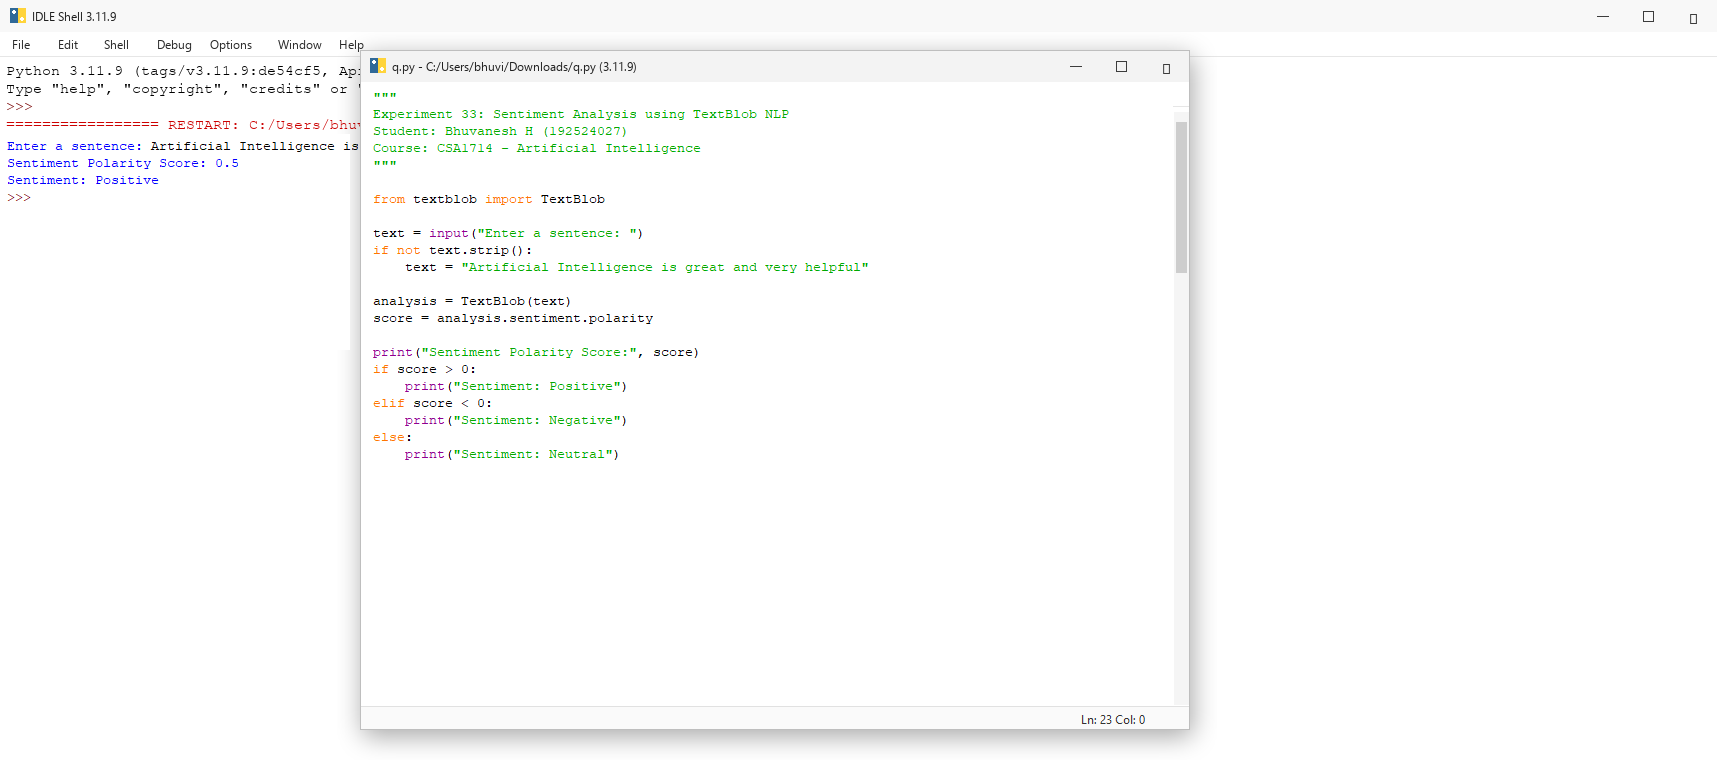 IDLE Shell 3.11.9
File Edit Shell Debug Options Window Help
Python 3.11.9 (tags/v3.11.9:de54cf5, Ap
Type "help", "copyright", "credits" or "
>>>
================= RESTART: C:/Users/bhuv
Enter a sentence: Artificial Intelligence is
Sentiment Polarity Score: 0.5
Sentiment: Positive
>>>
q.py - C:/Users/bhuvi/Downloads/q.py (3.11.9)
"""
Experiment 33: Sentiment Analysis using TextBlob NLP
Student: Bhuvanesh H (192524027)
Course: CSA1714 - Artificial Intelligence
"""
from textblob import TextBlob
text = input("Enter a sentence: ")
if not text.strip():
    text = "Artificial Intelligence is great and very helpful"
analysis = TextBlob(text)
score = analysis.sentiment.polarity
print("Sentiment Polarity Score:", score)
if score > 0:
    print("Sentiment: Positive")
elif score < 0:
    print("Sentiment: Negative")
else:
    print("Sentiment: Neutral")
Ln: 23 Col: 0